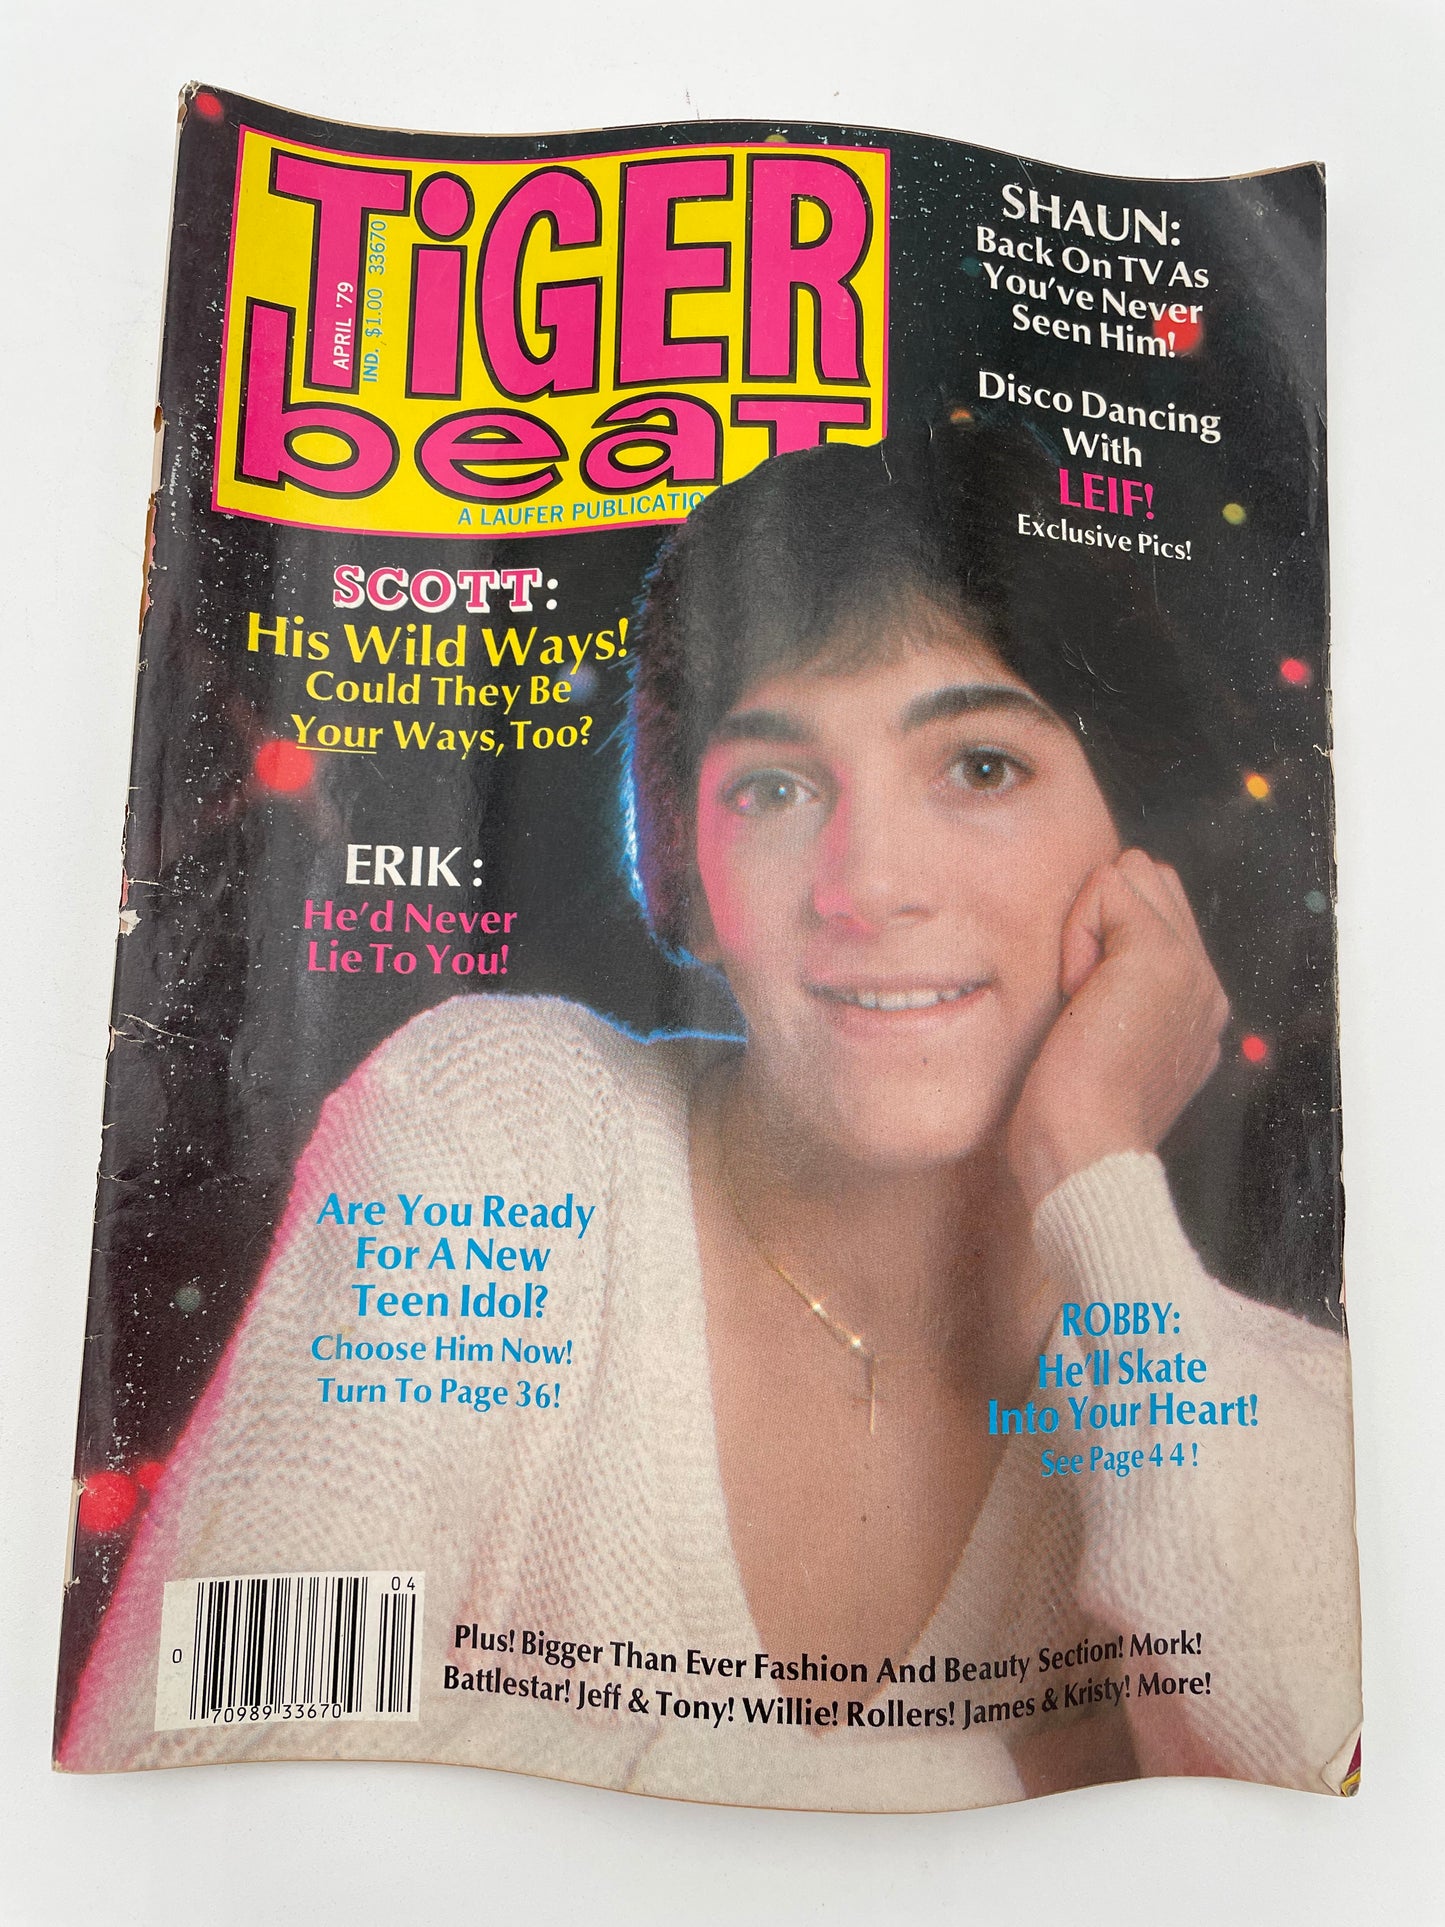 TiGER
beaT
APRIL '79
IND. $1.00 33670
A LAUFER PUBLICATIO
SHAUN:
Back On TV As
You've Never
Seen Him!
Disco Dancing
With
LEIF!
Exclusive Pics!
SCOTT:
His Wild Ways!
Could They Be
Your Ways, Too?
ERIK:
He'd Never
Lie To You!
Are You Ready
For A New
Teen Idol?
Choose Him Now!
Turn To Page 36!
ROBBY:
He'll Skate
Into Your Heart!
See Page 44!
04
0
70989 33670
Plus! Bigger Than Ever Fashion And Beauty Section! Mork!
Battlestar! Jeff & Tony! Willie! Rollers! James & Kristy! More!